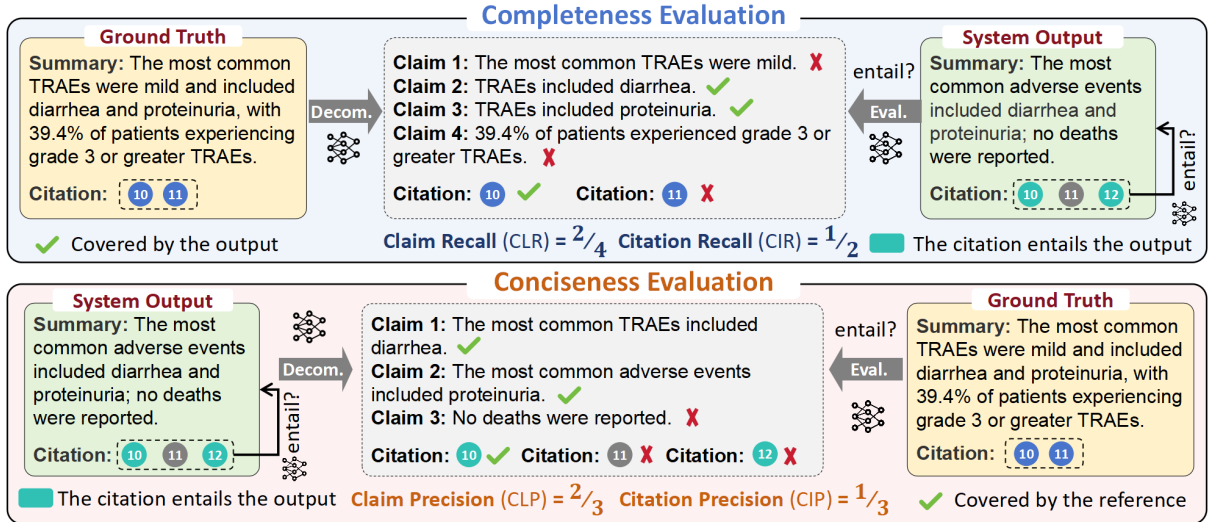 Completeness Evaluation
Ground Truth
Summary: The most common
TRAEs were mild and included
diarrhea and proteinuria, with
39.4% of patients experiencing
grade 3 or greater TRAEs.
Citation: 10 11
Decom.
Claim 1: The most common TRAEs were mild.
Claim 2: TRAEs included diarrhea.
Claim 3: TRAEs included proteinuria.
Claim 4: 39.4% of patients experienced grade 3 or
greater TRAEs.
Citation: 10 Citation: 11
entail?
Eval.
System Output
Summary: The most
common adverse events
included diarrhea and
proteinuria; no deaths
were reported.
Citation: 10 11 12
entail?
Covered by the output
Claim Recall (CLR) = 2/4 Citation Recall (CIR) = 1/2
The citation entails the output
Conciseness Evaluation
System Output
Summary: The most
common adverse events
included diarrhea and
proteinuria; no deaths
were reported.
Citation: 10 11 12
entail?
Decom.
Claim 1: The most common TRAEs included
diarrhea.
Claim 2: The most common adverse events
included proteinuria.
Claim 3: No deaths were reported.
Citation: 10 Citation: 11 Citation: 12
entail?
Eval.
Ground Truth
Summary: The most common
TRAEs were mild and included
diarrhea and proteinuria, with
39.4% of patients experiencing
grade 3 or greater TRAEs.
Citation: 10 11
The citation entails the output
Claim Precision (CLP) = 2/3 Citation Precision (CIP) = 1/3
Covered by the reference